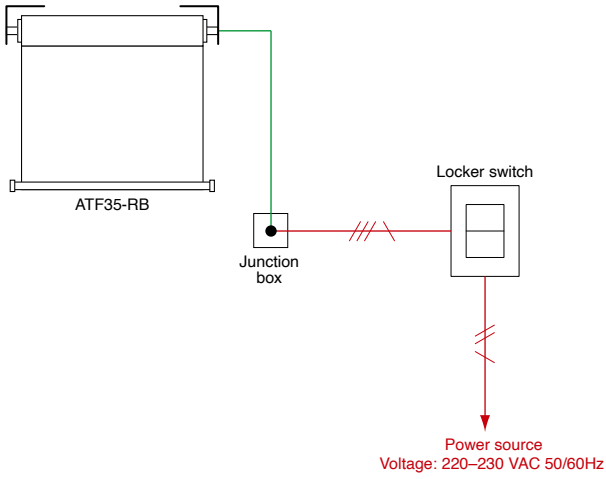 ATF35-RB
Locker switch
Junction
box
Power source
Voltage: 220–230 VAC 50/60Hz